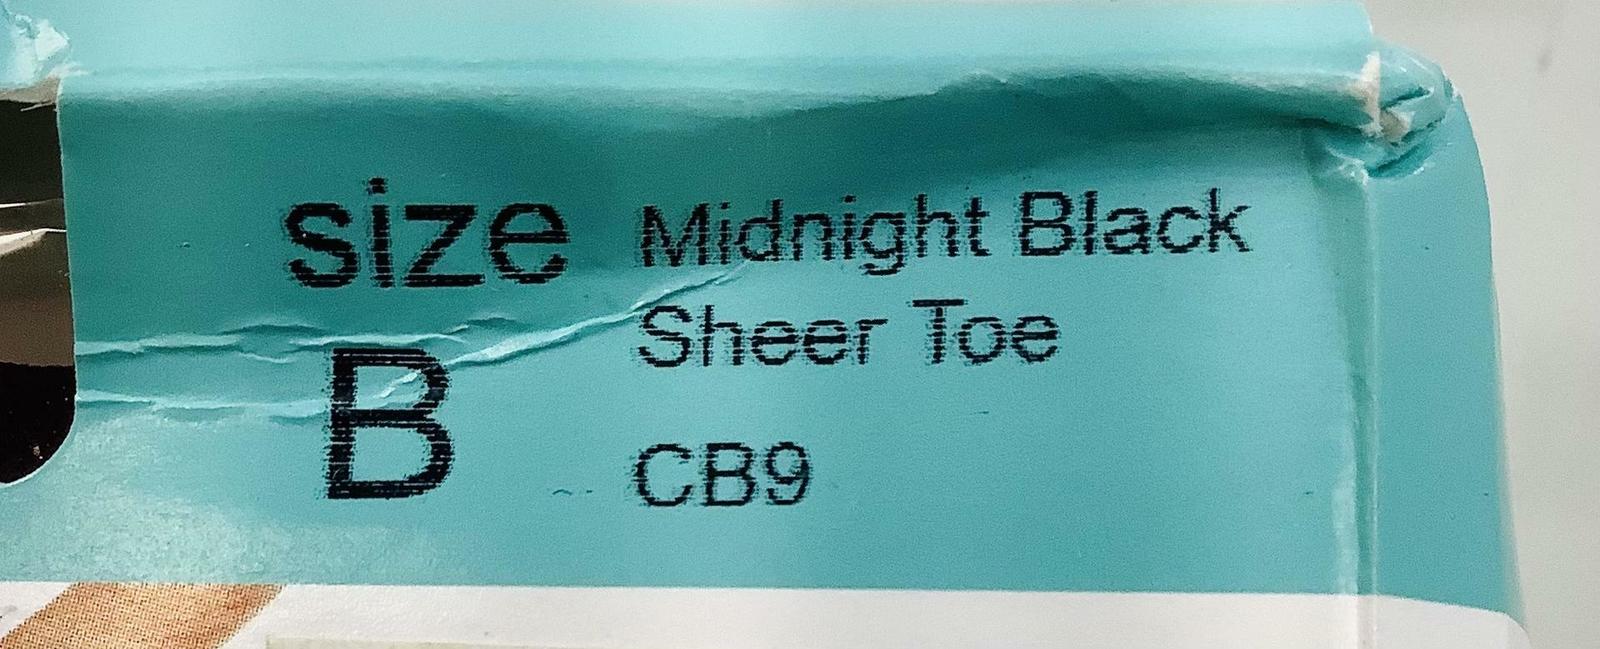 size
B
Midnight Black
Sheer Toe
CB9